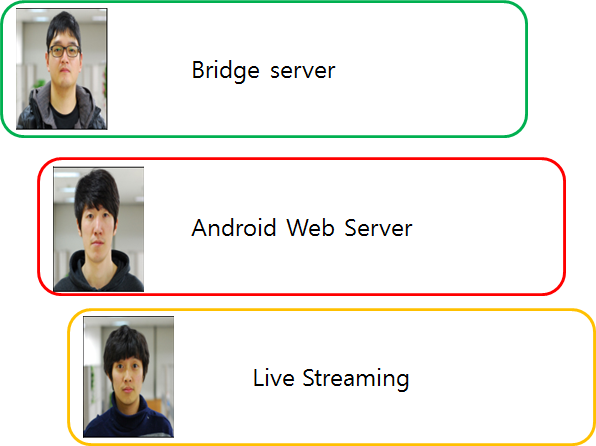 Bridge server
Android Web Server
Live Streaming